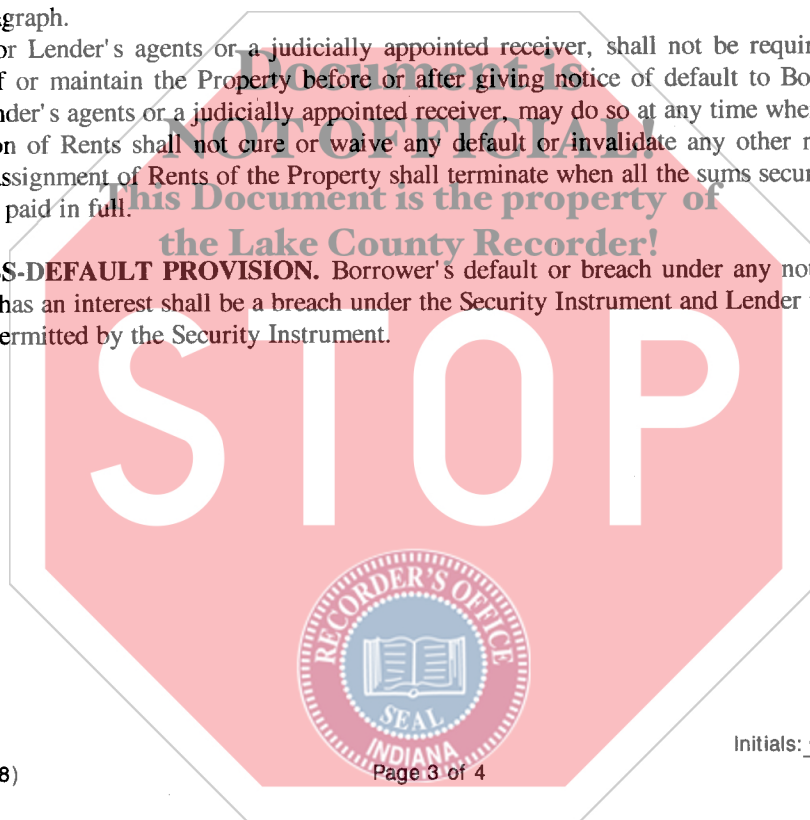 graph.
or Lender's agents or a judicially appointed receiver, shall not be requir
f or maintain the Property before or after giving notice of default to Bo
nder's agents or a judicially appointed receiver, may do so at any time whe
on of Rents shall not cure or waive any default or invalidate any other r
ssignment of Rents of the Property shall terminate when all the sums secur
paid in full.
Document is
NOT OFFICIAL!
This Document is the property of
the Lake County Recorder!
S-DEFAULT PROVISION. Borrower's default or breach under any no
has an interest shall be a breach under the Security Instrument and Lender
ermitted by the Security Instrument.
STOP
RECORDER'S OFFICE
SEAL
INDIANA
Initials:
8)
Page 3 of 4